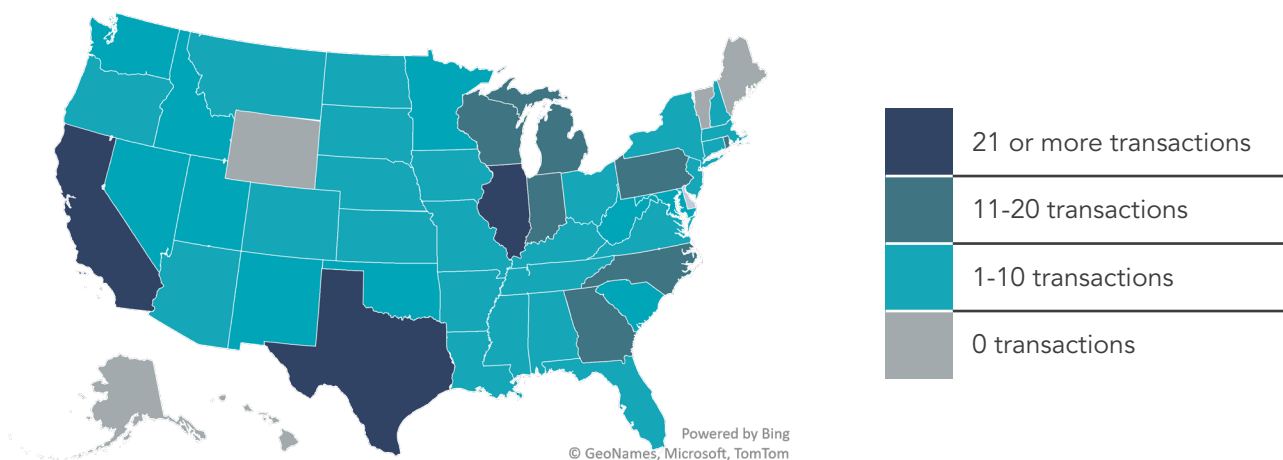 21 or more transactions
11-20 transactions
1-10 transactions
0 transactions
Powered by Bing
© GeoNames, Microsoft, TomTom